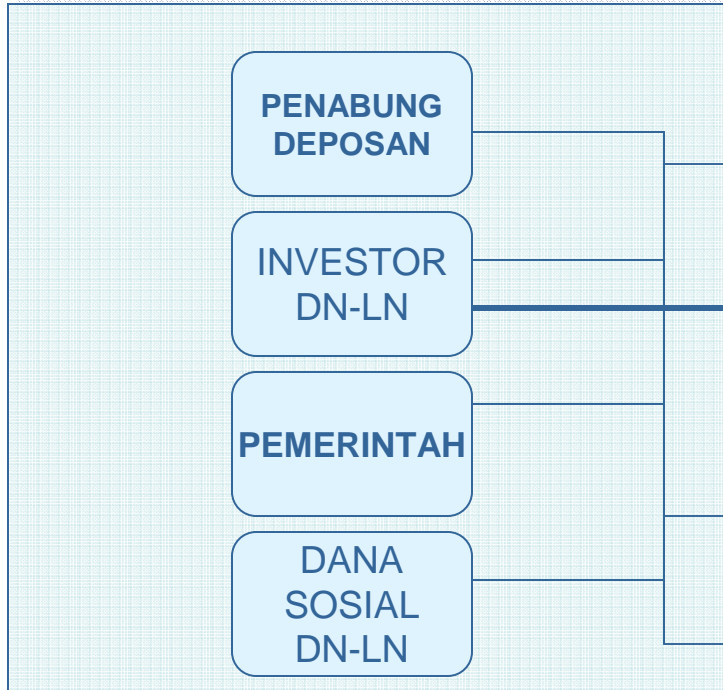 PENABUNG
DEPOSAN
INVESTOR
DN-LN
PEMERINTAH
DANA
SOSIAL
DN-LN